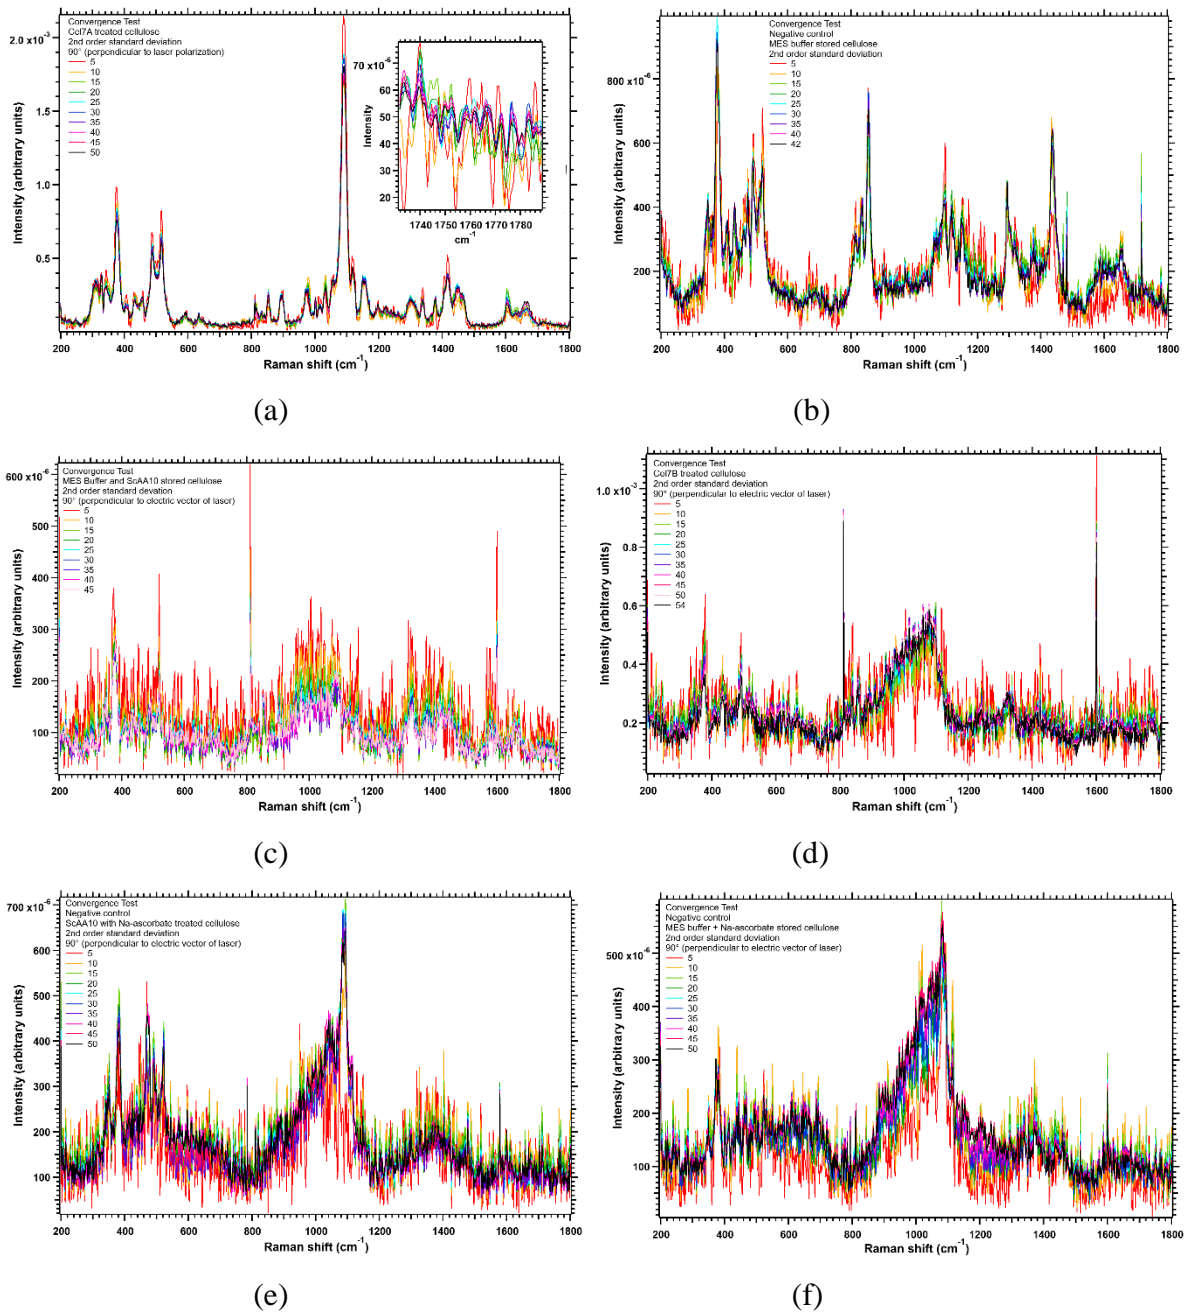 Convergence Test
Cel7A treated cellulose
2nd order standard deviation
90° (perpendicular to laser polarization)
5
10
15
20
25
30
35
40
45
50
2.0 x10⁻³
1.5
1.0
0.5
Intensity (arbitrary units)
200 400 600 800 1000 1200 1400 1600 1800
Raman shift (cm⁻¹)
70 x10⁻⁶
60
50
40
30
20
Intensity
1740 1750 1760 1770 1780
cm⁻¹
(a)
Convergence Test
Negative control
MES buffer stored cellulose
2nd order standard deviation
5
10
15
20
25
30
35
40
42
800 x10⁻⁶
600
400
200
Intensity (arbitrary units)
200 400 600 800 1000 1200 1400 1600 1800
Raman shift (cm⁻¹)
(b)
Convergence Test
MES Buffer and ScAA10 stored cellulose
2nd order standard devation
90° (perpendicular to electric vector of laser)
5
10
15
20
25
30
35
40
45
600 x10⁻⁶
500
400
300
200
100
Intensity (arbitrary units)
200 400 600 800 1000 1200 1400 1600 1800
Raman shift (cm⁻¹)
(c)
Convergence Test
Cel7B treated cellulose
2nd order standard deviation
90° (perpendicular to electric vector of laser)
5
10
15
20
25
30
35
40
45
50
54
1.0 x10⁻³
0.8
0.6
0.4
0.2
Intensity (arbitrary units)
200 400 600 800 1000 1200 1400 1600 1800
Raman shift (cm⁻¹)
(d)
Convergence Test
Negative control
ScAA10 with Na-ascorbate treated cellulose
2nd order standard deviation
90° (perpendicular to electric vector of laser)
5
10
15
20
25
30
35
40
45
50
700 x10⁻⁶
600
500
400
300
200
100
Intensity (arbitrary units)
200 400 600 800 1000 1200 1400 1600 1800
Raman shift (cm⁻¹)
(e)
Convergence Test
Negative control
MES buffer + Na-ascorbate stored cellulose
2nd order standard deviation
90° (perpendicular to electric vector of laser)
5
10
15
20
25
30
35
40
45
50
500 x10⁻⁶
400
300
200
100
Intensity (arbitrary units)
200 400 600 800 1000 1200 1400 1600 1800
Raman shift (cm⁻¹)
(f)